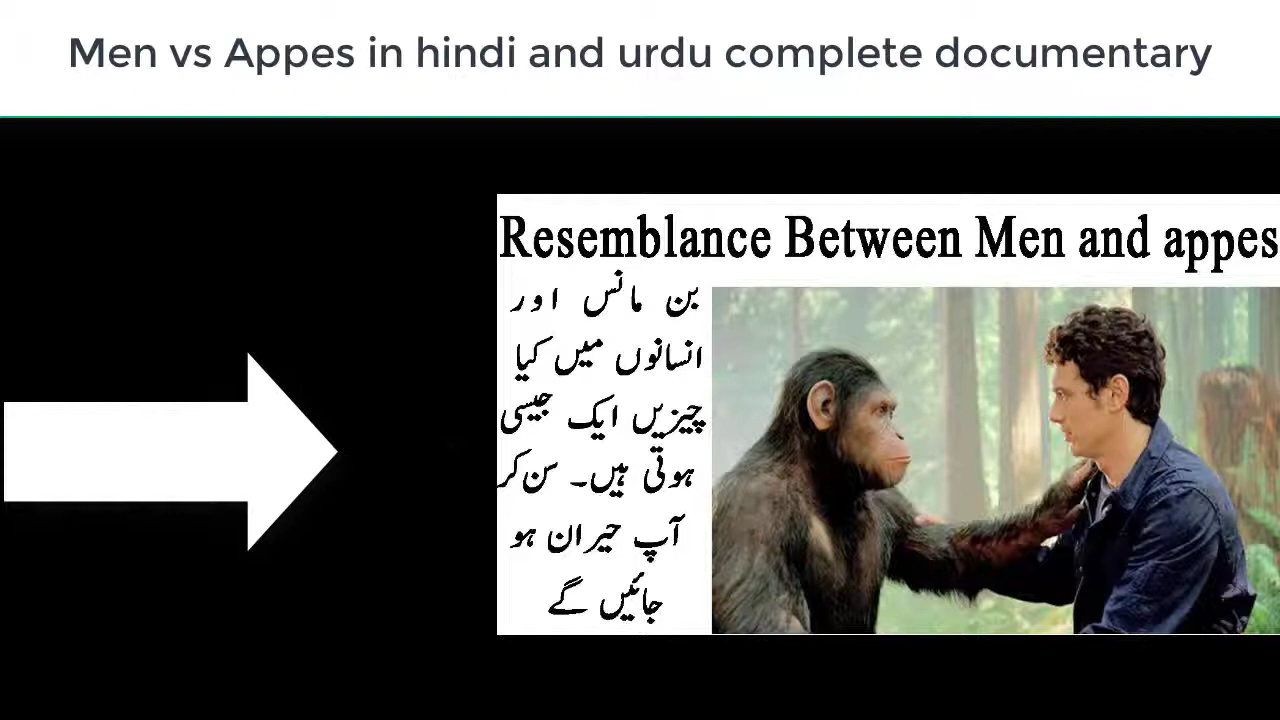 Men vs Appes in hindi and urdu complete documentary
Resemblance Between Men and appes
بن مانس اور
انسانوں میں کیا
چیزیں ایک جیسی
ہوتی ہیں۔ سن کر
آپ حیران ہو
جائیں گے